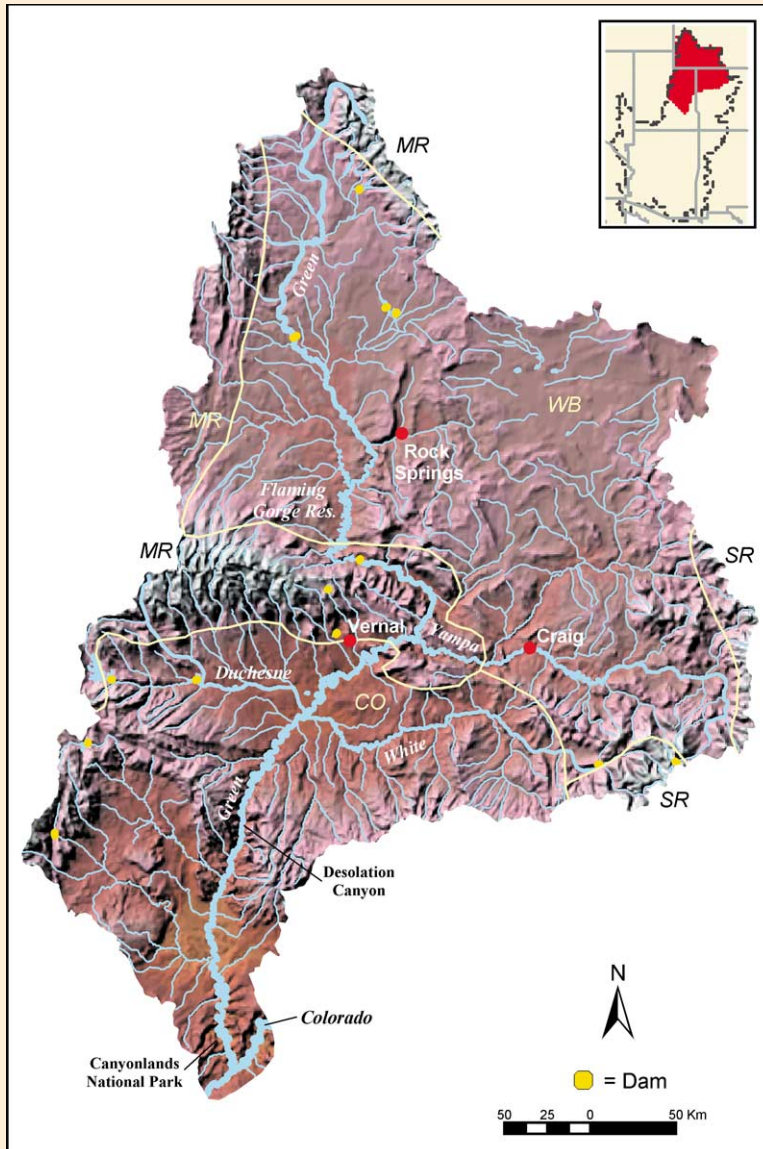 MR
Green
WB
MR
Rock
Springs
Flaming
Gorge Res.
MR
SR
Vernal
Yampa
Craig
Duchesne
CO
White
SR
Green
Desolation
Canyon
N
Colorado
Canyonlands
National Park
= Dam
50 25 0 50 Km